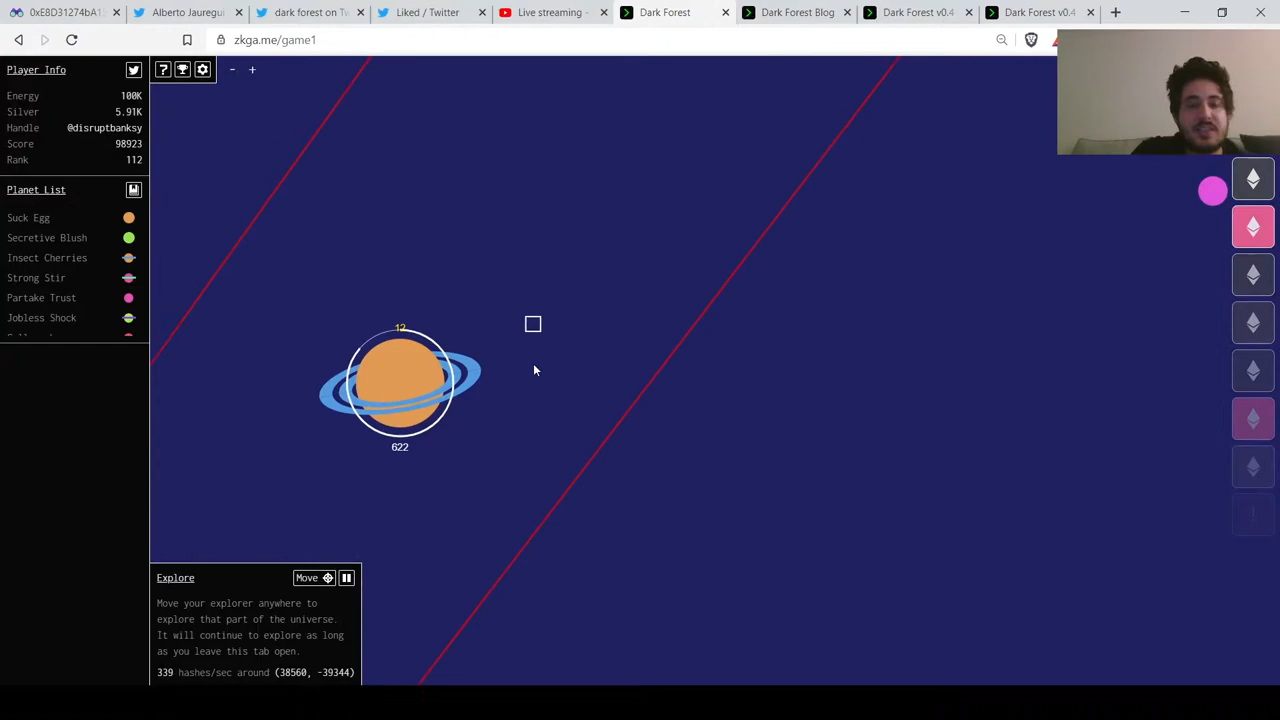 0xE8D31274bA1
Alberto Jauregui
dark forest on Tw
Liked / Twitter
Live streaming -
Dark Forest
Dark Forest Blog
Dark Forest v0.4
Dark Forest v0.4
zkga.me/game1
Player Info
Energy 100K
Silver 5.91K
Handle @disruptbanksy
Score 98923
Rank 112
Planet List
Suck Egg
Secretive Blush
Insect Cherries
Strong Stir
Partake Trust
Jobless Shock
? - +
12
622
Explore Move
Move your explorer anywhere to
explore that part of the universe.
It will continue to explore as long
as you leave this tab open.
339 hashes/sec around (38560, -39344)